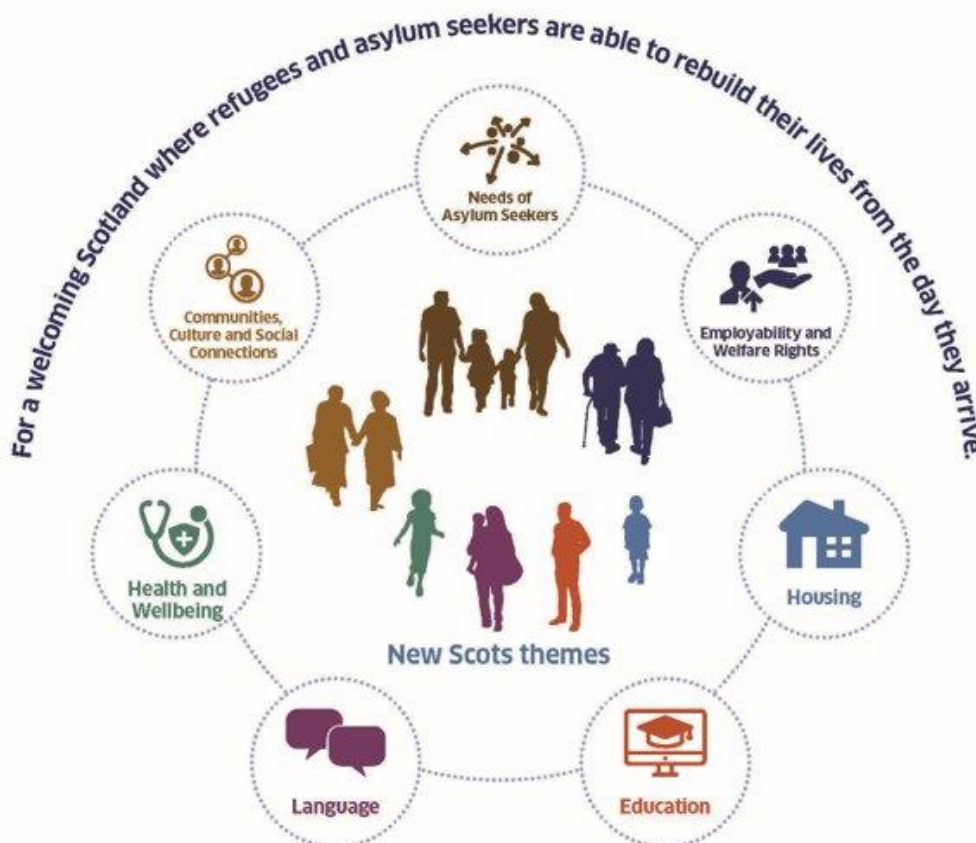 For a welcoming Scotland where refugees and asylum seekers are able to rebuild their lives from the day they arrive.
Needs of
Asylum Seekers
Communities,
Culture and Social
Connections
Employability and
Welfare Rights
Health and
Wellbeing
Housing
New Scots themes
Language
Education